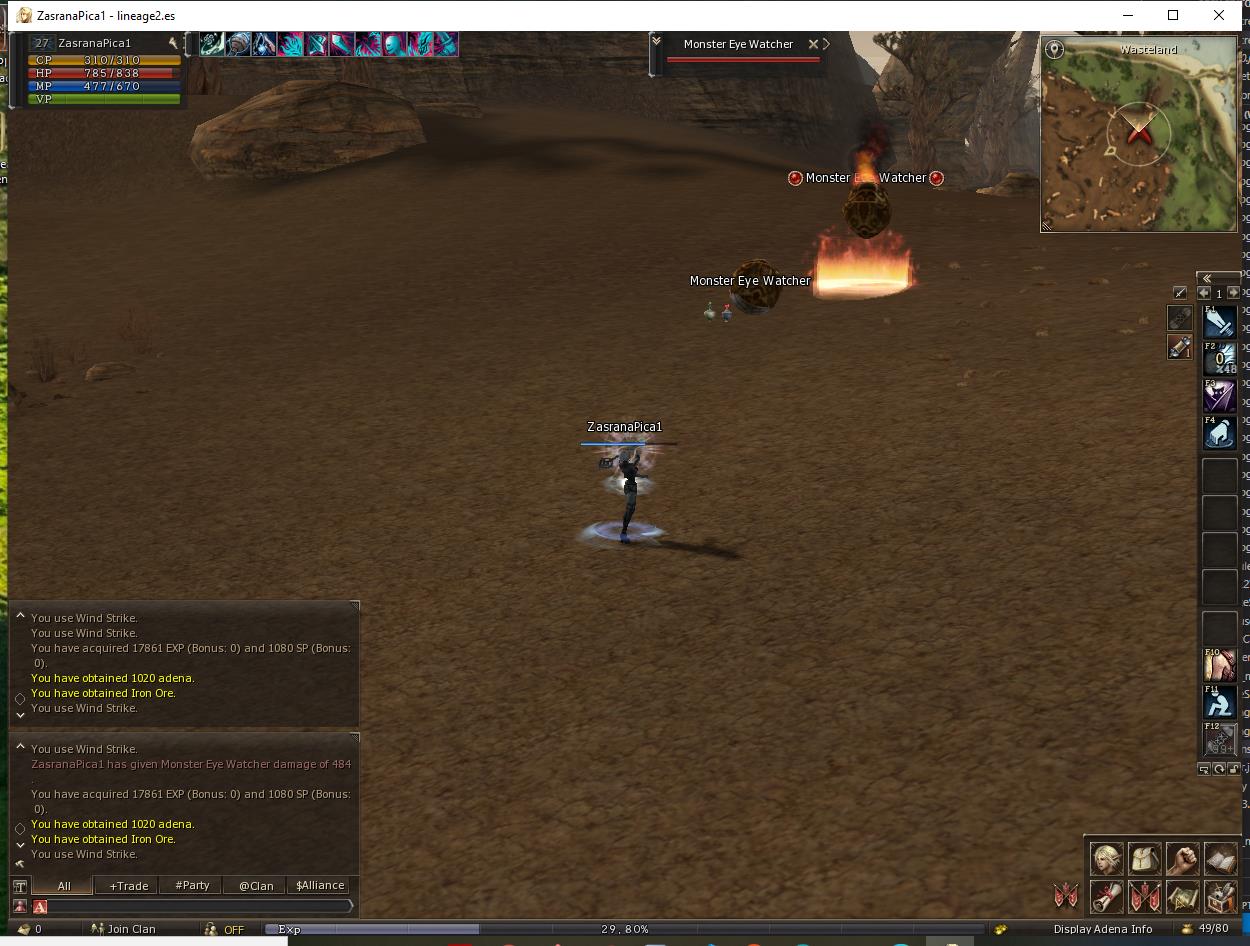 ZasranaPica1 - lineage2.es
27 ZasranaPica1
CP 310/310
HP 785/838
MP 477/670
VP
Monster Eye Watcher
Wasteland
Monster Eye Watcher
Monster Eye Watcher
1
F1
F2
0
F3
1
F4
ZasranaPica1
You use Wind Strike.
You use Wind Strike.
You have acquired 17861 EXP (Bonus: 0) and 1080 SP (Bonus:
0).
You have obtained 1020 adena.
You have obtained Iron Ore.
You use Wind Strike.
F10
F11
F12
99+
You use Wind Strike.
ZasranaPica1 has given Monster Eye Watcher damage of 484
.
You have acquired 17861 EXP (Bonus: 0) and 1080 SP (Bonus:
0).
You have obtained 1020 adena.
You have obtained Iron Ore.
You use Wind Strike.
All +Trade #Party @Clan $Alliance
A
0 Join Clan OFF Exp 29,80% Display Adena Info 49/80